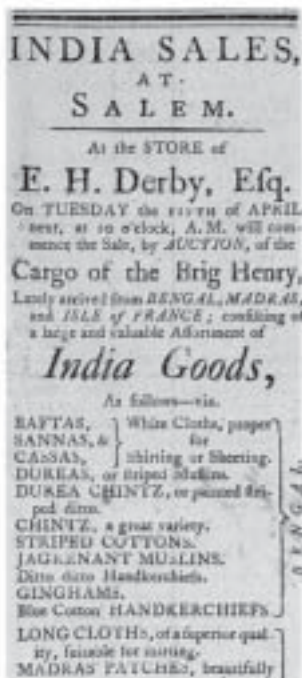 INDIA SALES,
AT
SALEM.
At the STORE of
E. H. Derby, Eſq.
On TUESDAY the FIFTH of APRIL
next, at 10 o'clock, A. M. will com-
mence the Sale, by AUCTION, of the
Cargo of the Brig Henry,
Lately arrived from BENGAL, MADRAS,
and ISLE of FRANCE; conſiſting of
a large and valuable Aſſortment of
India Goods,
As follows—viz.
BAFTAS, White Cloths, proper
SANNAS, & for
CASSAS, Shirting or Sheeting.
DUREAS, or ſtriped Muſlins.
DUREA CHINTZ, or painted ſtri-
ped ditto.
CHINTZ, a great variety.
STRIPED COTTONS.
JAGRENANT MUSLINS.
Ditto ditto Handkerchiefs.
GINGHAMS.
Blue Cotton HANDKERCHIEFS
BENGAL
LONG CLOTHS, of a ſuperior qual-
ity, ſuitable for
MADRAS PATCHES, beautifully